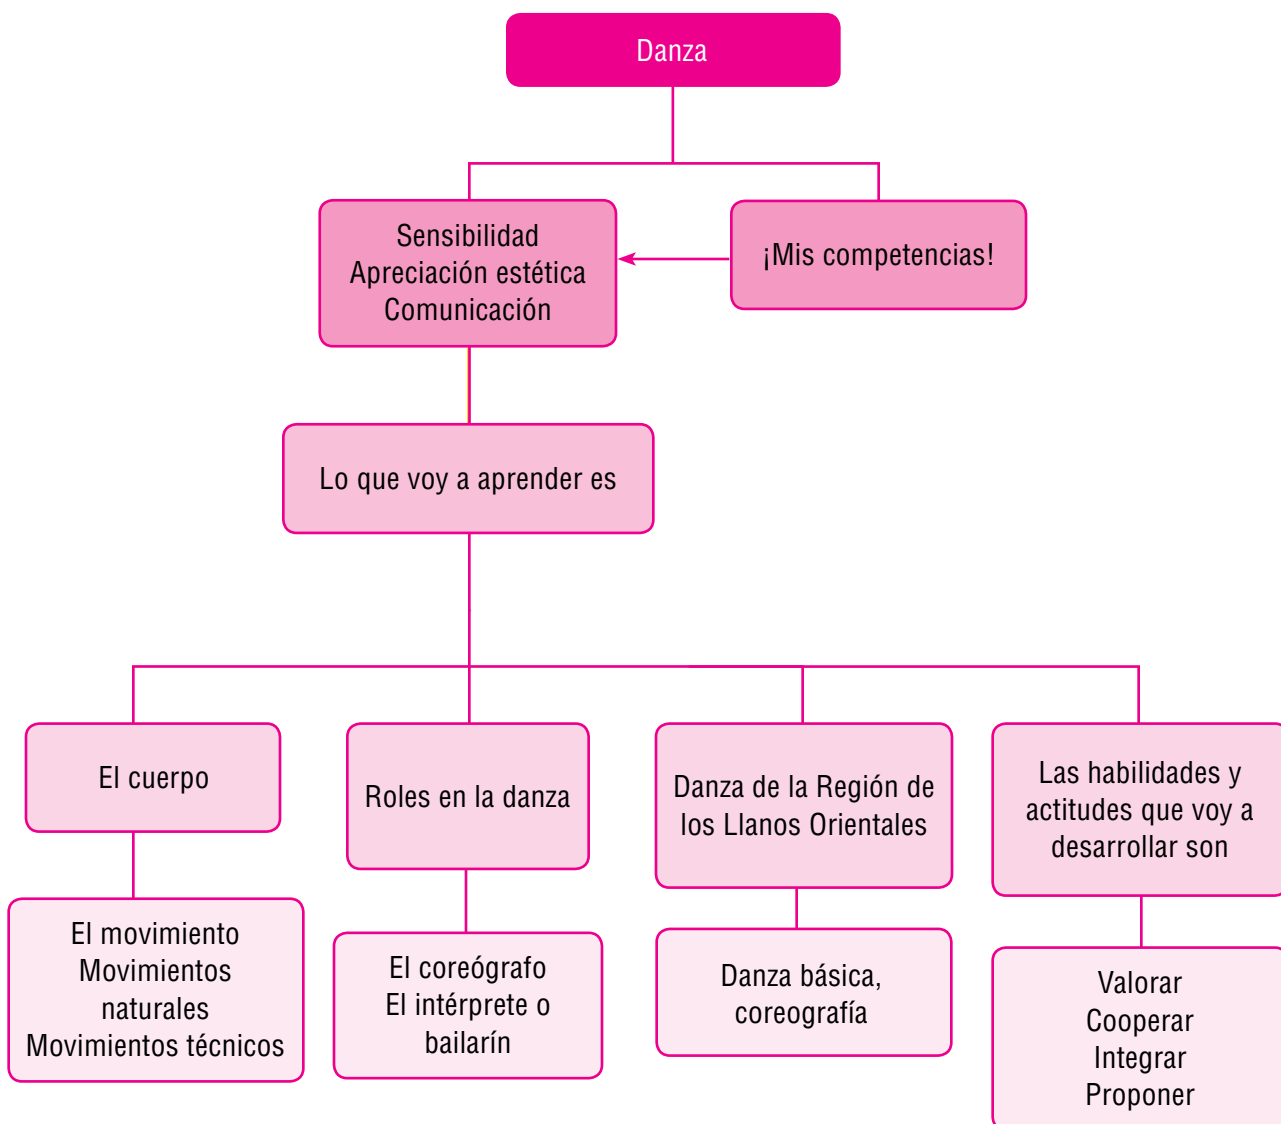 Danza
Sensibilidad
Apreciación estética
Comunicación
¡Mis competencias!
Lo que voy a aprender es
El cuerpo
Roles en la danza
Danza de la Región de
los Llanos Orientales
Las habilidades y
actitudes que voy a
desarrollar son
El movimiento
Movimientos
naturales
Movimientos técnicos
El coreógrafo
El intérprete o
bailarín
Danza básica,
coreografía
Valorar
Cooperar
Integrar
Proponer